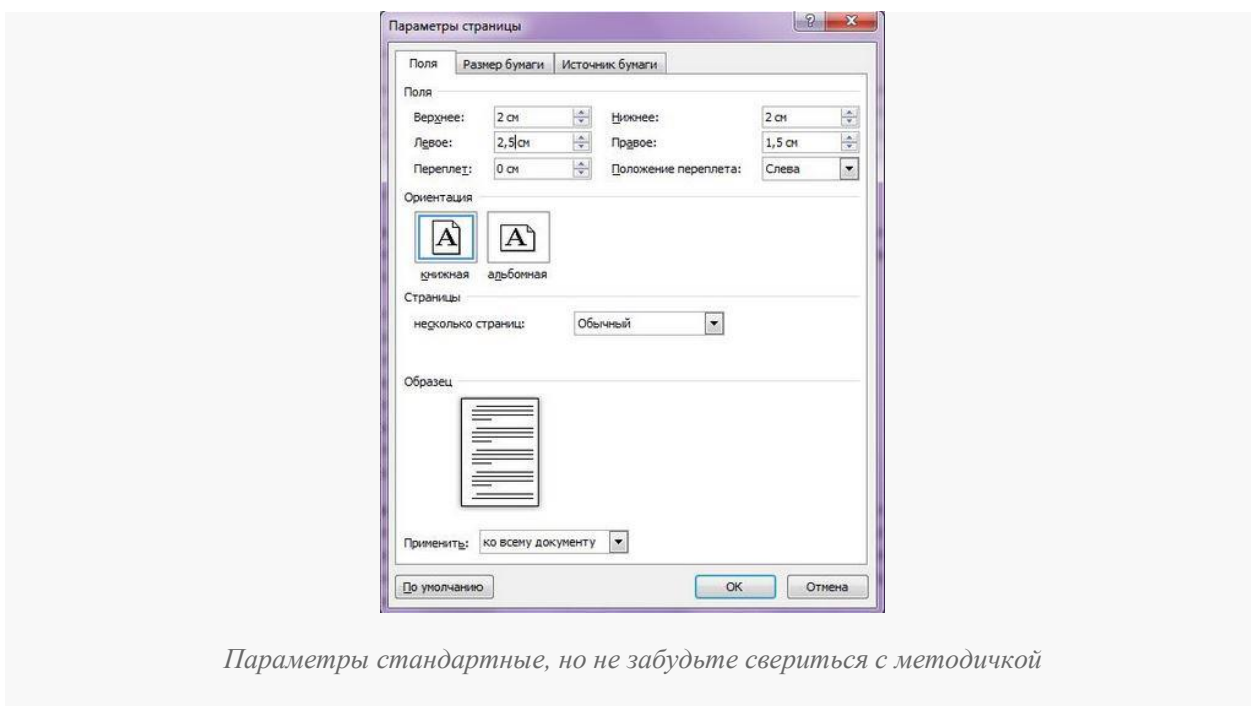 Параметры страницы
Поля Размер бумаги Источник бумаги
Поля
Верхнее: 2 см Нижнее: 2 см
Левое: 2,5 см Правое: 1,5 см
Переплет: 0 см Положение переплета: Слева
Ориентация
A A
книжная альбомная
Страницы
несколько страниц: Обычный
Образец
Применить: ко всему документу
По умолчанию ОК Отмена
Параметры стандартные, но не забудьте свериться с методичкой